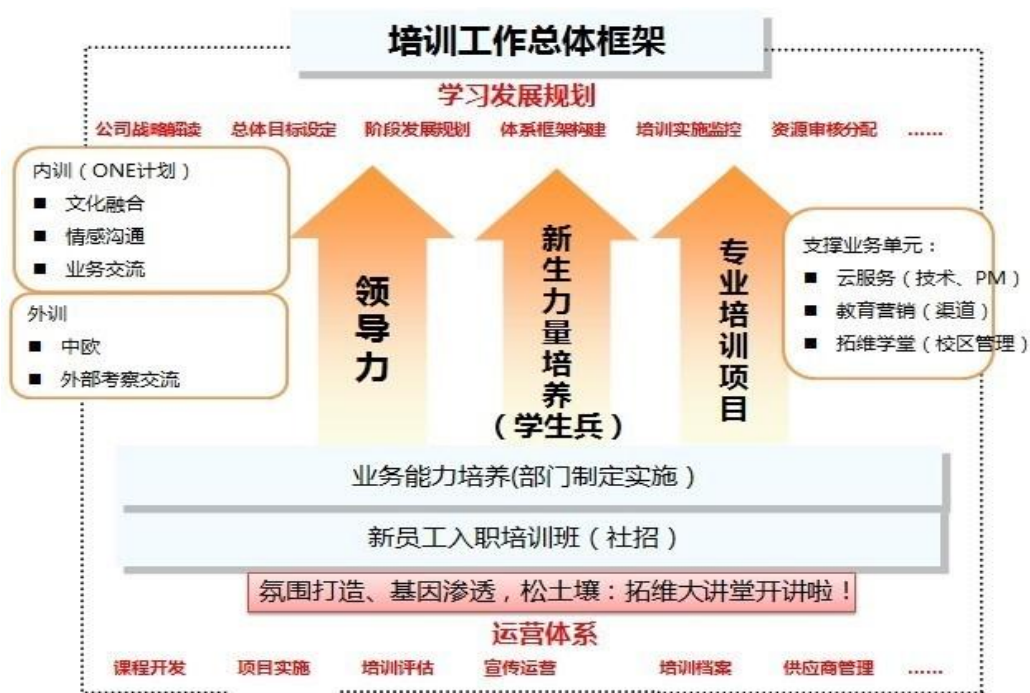 培训工作总体框架
学习发展规划
公司战略解读 总体目标设定 阶段发展规划 体系框架构建 培训实施监控 资源审核分配 ......
内训（ONE计划）
■ 文化融合
■ 情感沟通
■ 业务交流
外训
■ 中欧
■ 外部考察交流
领导力
新生力量培养
（学生兵）
专业培训项目
支撑业务单元：
■ 云服务（技术、PM）
■ 教育营销（渠道）
■ 拓维学堂（校区管理）
业务能力培养(部门制定实施）
新员工入职培训班（社招）
氛围打造、基因渗透，松土壤：拓维大讲堂开讲啦！
运营体系
课程开发 项目实施 培训评估 宣传运营 培训档案 供应商管理 ......